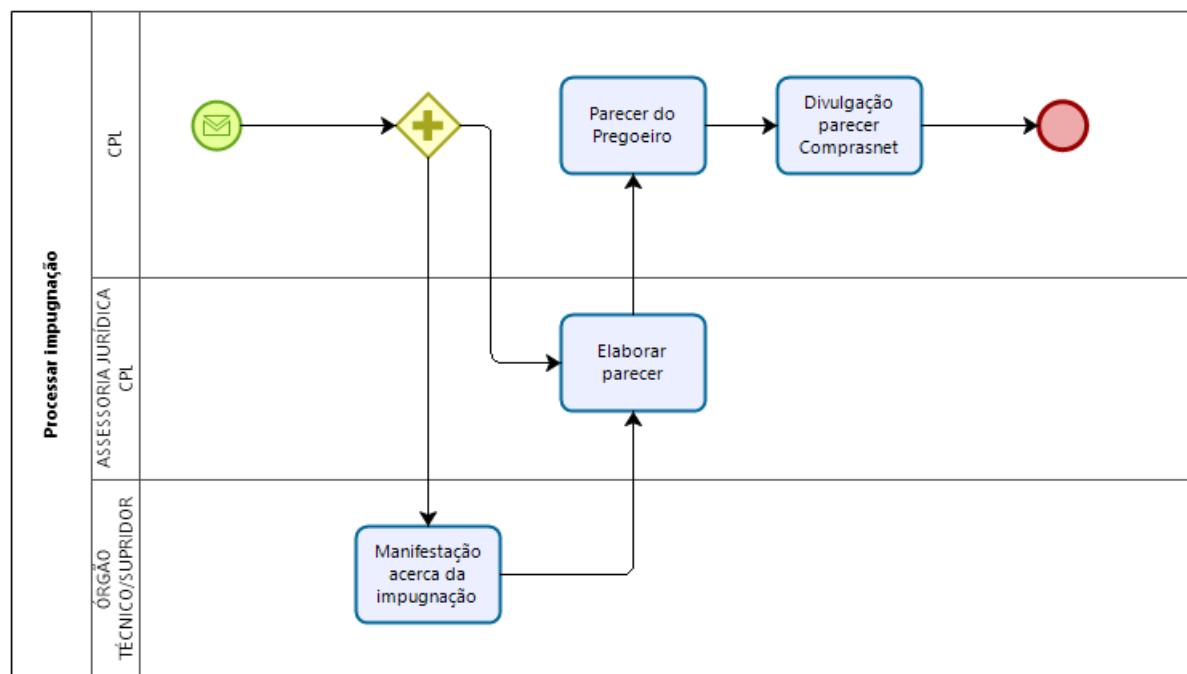 Processar impugnação
CPL
Parecer do
Pregoeiro
Divulgação
parecer
Comprasnet
ASSESSORIA JURÍDICA
CPL
Elaborar
parecer
ÓRGÃO
TÉCNICO/SUPRIDOR
Manifestação
acerca da
impugnação